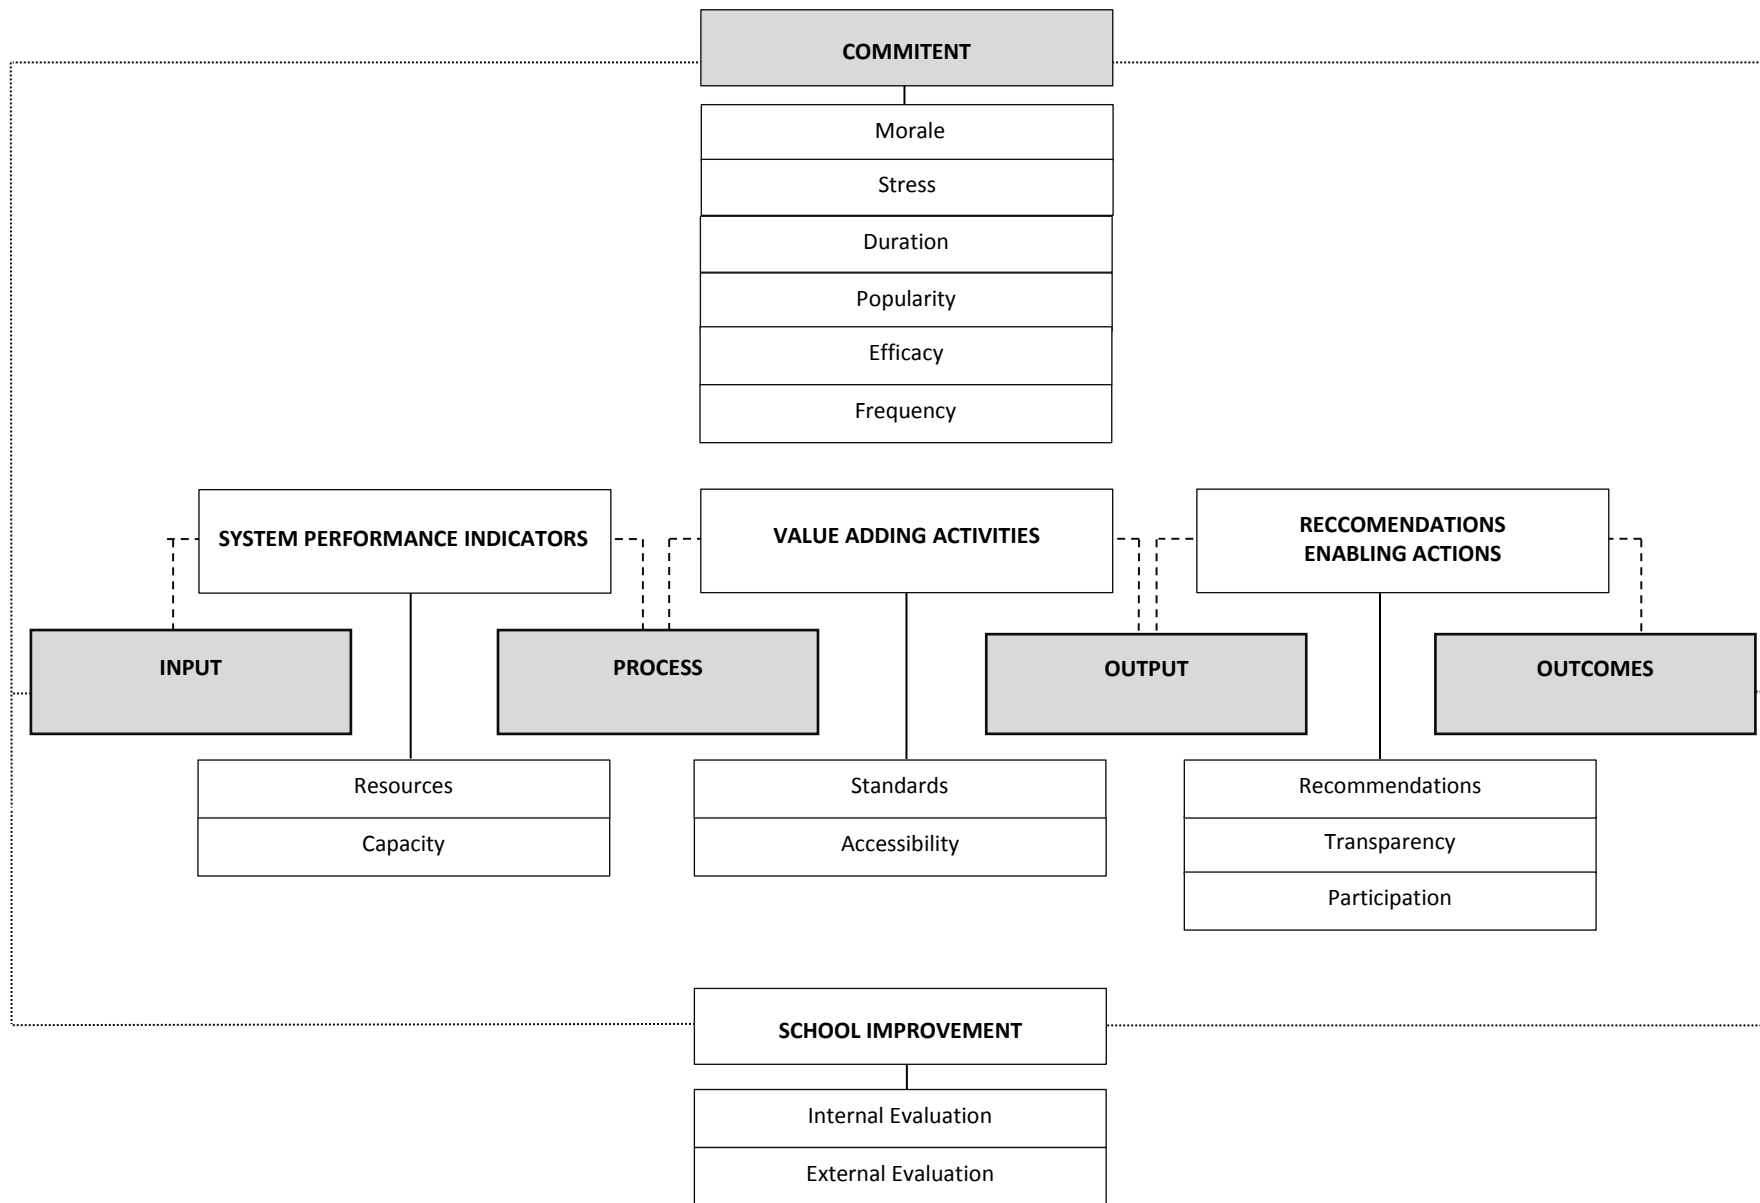 COMMITENT
Morale
Stress
Duration
Popularity
Efficacy
Frequency
SYSTEM PERFORMANCE INDICATORS
VALUE ADDING ACTIVITIES
RECCOMENDATIONS
ENABLING ACTIONS
INPUT
PROCESS
OUTPUT
OUTCOMES
Resources
Capacity
Standards
Accessibility
Recommendations
Transparency
Participation
SCHOOL IMPROVEMENT
Internal Evaluation
External Evaluation